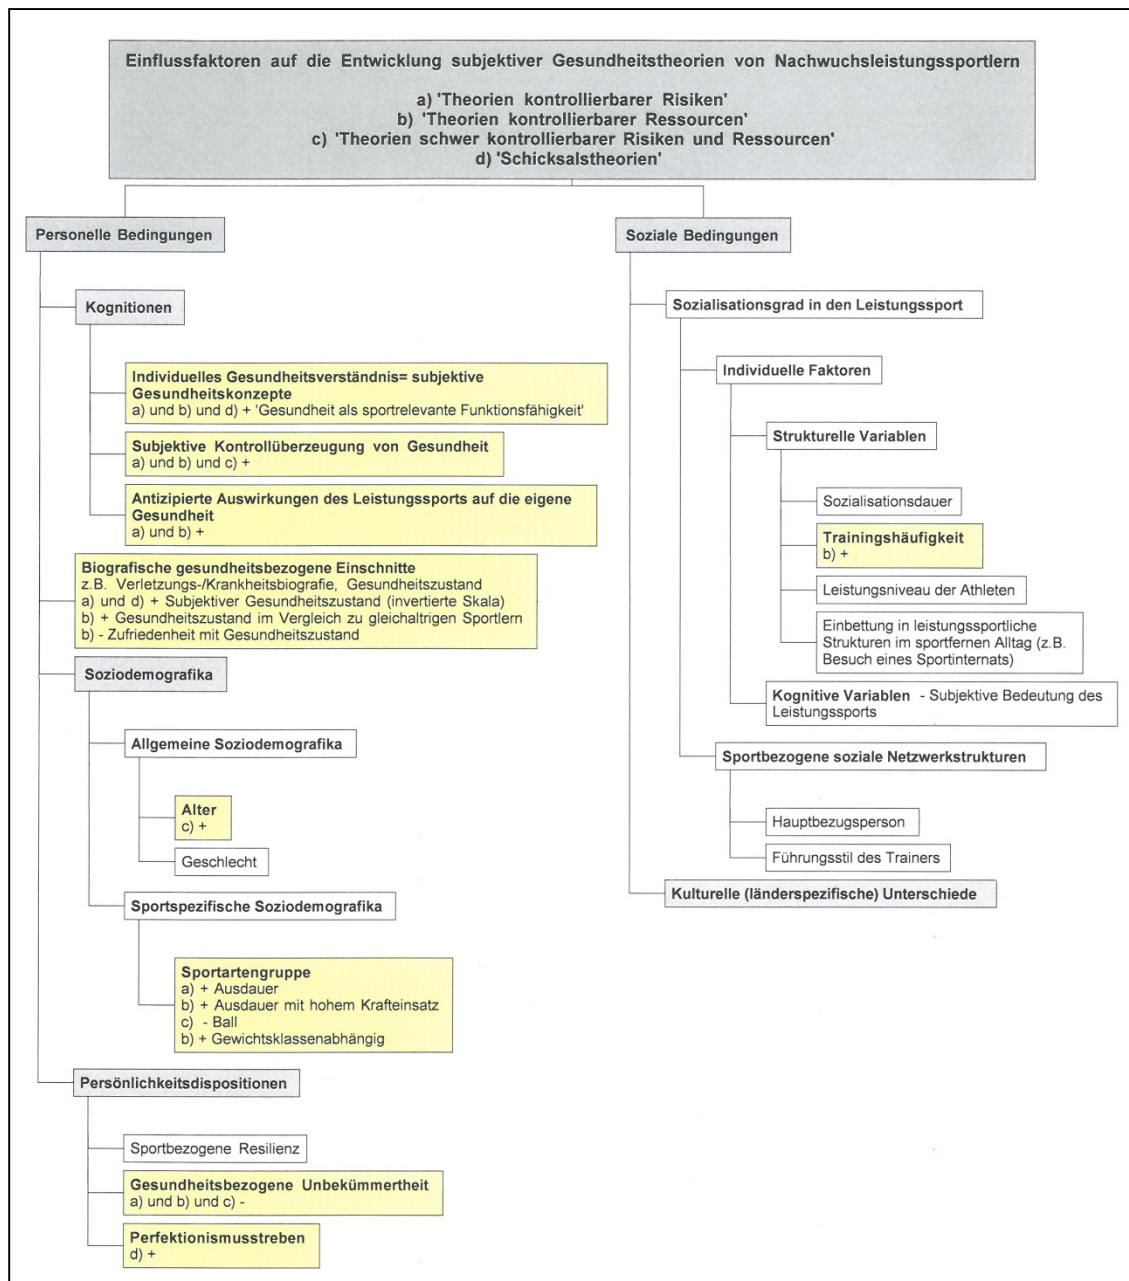 Einflussfaktoren auf die Entwicklung subjektiver Gesundheitstheorien von Nachwuchsleistungssportlern
a) 'Theorien kontrollierbarer Risiken'
b) 'Theorien kontrollierbarer Ressourcen'
c) 'Theorien schwer kontrollierbarer Risiken und Ressourcen'
d) 'Schicksalstheorien'
Personelle Bedingungen
Kognitionen
Individuelles Gesundheitsverständnis= subjektive
Gesundheitskonzepte
a) und b) und d) + 'Gesundheit als sportrelevante Funktionsfähigkeit'
Subjektive Kontrollüberzeugung von Gesundheit
a) und b) und c) +
Antizipierte Auswirkungen des Leistungssports auf die eigene
Gesundheit
a) und b) +
Biografische gesundheitsbezogene Einschnitte
z.B. Verletzungs-/Krankheitsbiografie, Gesundheitszustand
a) und d) + Subjektiver Gesundheitszustand (invertierte Skala)
b) + Gesundheitszustand im Vergleich zu gleichaltrigen Sportlern
b) - Zufriedenheit mit Gesundheitszustand
Soziodemografika
Allgemeine Soziodemografika
Alter
c) +
Geschlecht
Sportspezifische Soziodemografika
Sportartengruppe
a) + Ausdauer
b) + Ausdauer mit hohem Krafteinsatz
c) - Ball
b) + Gewichtsklassenabhängig
Persönlichkeitsdispositionen
Sportbezogene Resilienz
Gesundheitsbezogene Unbekümmertheit
a) und b) und c) -
Perfektionismusstreben
d) +
Soziale Bedingungen
Sozialisationsgrad in den Leistungssport
Individuelle Faktoren
Strukturelle Variablen
Sozialisationsdauer
Trainingshäufigkeit
b) +
Leistungsniveau der Athleten
Einbettung in leistungssportliche
Strukturen im sportfernen Alltag (z.B.
Besuch eines Sportinternats)
Kognitive Variablen - Subjektive Bedeutung des
Leistungssports
Sportbezogene soziale Netzwerkstrukturen
Hauptbezugsperson
Führungsstil des Trainers
Kulturelle (länderspezifische) Unterschiede